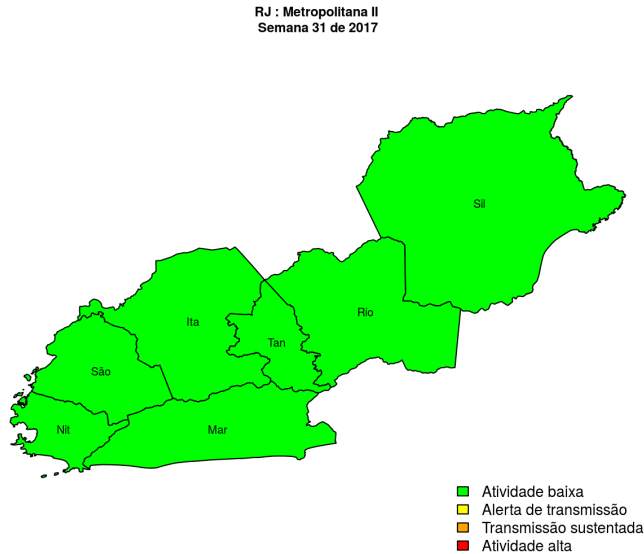 RJ : Metropolitana II
Semana 31 de 2017
Sil
Rio
Ita
Tan
São
Nit
Mar
Atividade baixa
Alerta de transmissão
Transmissão sustentada
Atividade alta